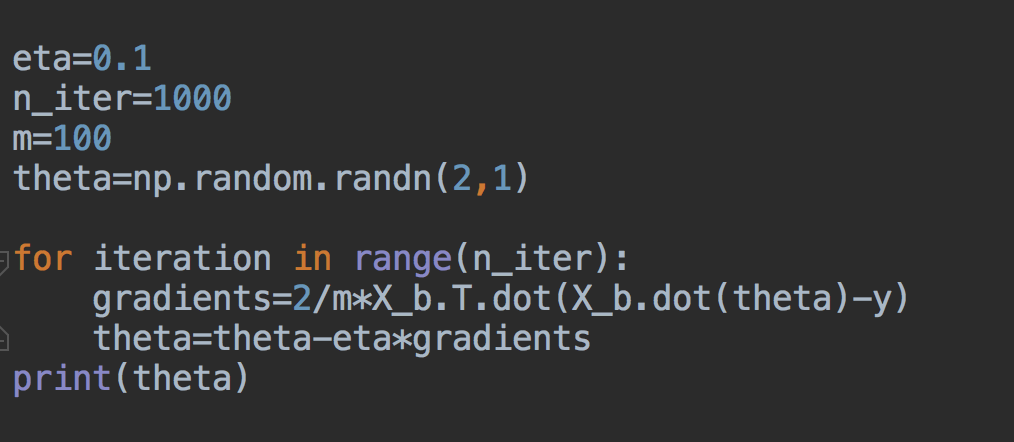 eta=0.1
n_iter=1000
m=100
theta=np.random.randn(2,1)
for iteration in range(n_iter):
    gradients=2/m*X_b.T.dot(X_b.dot(theta)-y)
    theta=theta-eta*gradients
print(theta)